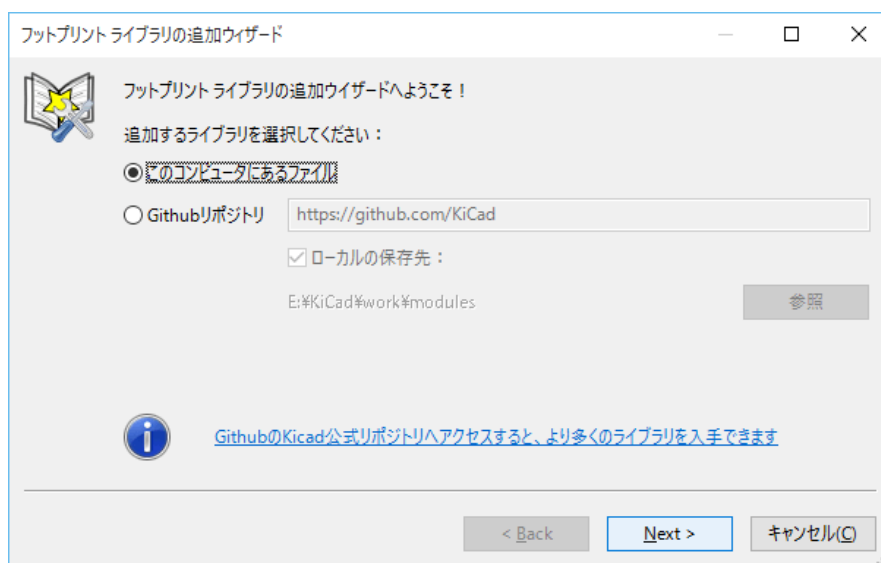 フットプリント ライブラリの追加ウィザード
フットプリント ライブラリの追加ウイザードへようこそ！
追加するライブラリを選択してください：
このコンピュータにあるファイル
Githubリポジトリ https://github.com/KiCad
ローカルの保存先：
E:¥KiCad¥work¥modules 参照
GithubのKicad公式リポジトリへアクセスすると、より多くのライブラリを入手できます
< Back Next > キャンセル(C)